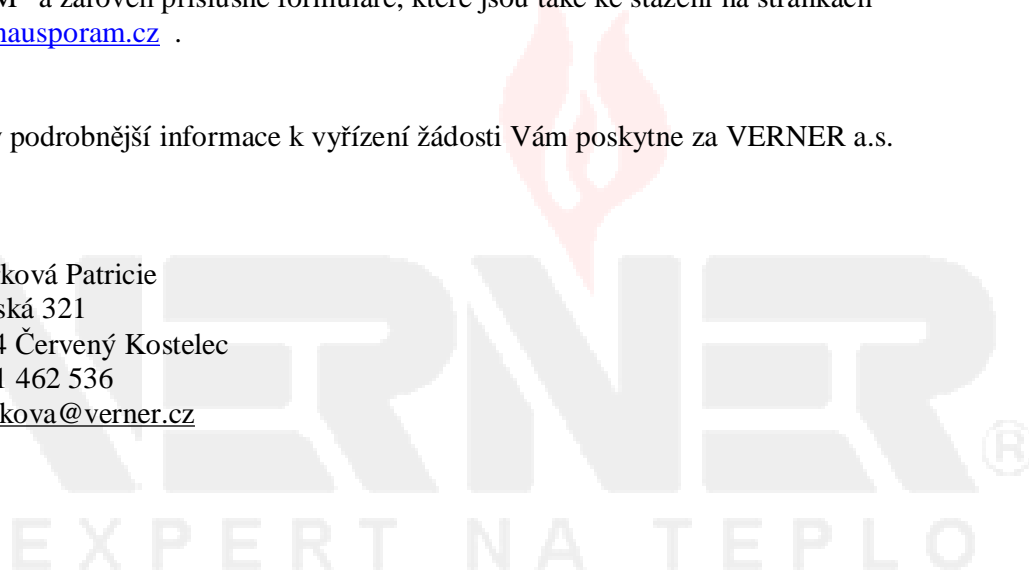 a zároveň příslušné formuláře, které jsou také ke stažení na stránkách
nausporam.cz .
podrobnější informace k vyřízení žádosti Vám poskytne za VERNER a.s.
ková Patricie
ská 321
4 Červený Kostelec
1 462 536
kova@verner.cz
VERNER®
EXPERT NA TEPLO